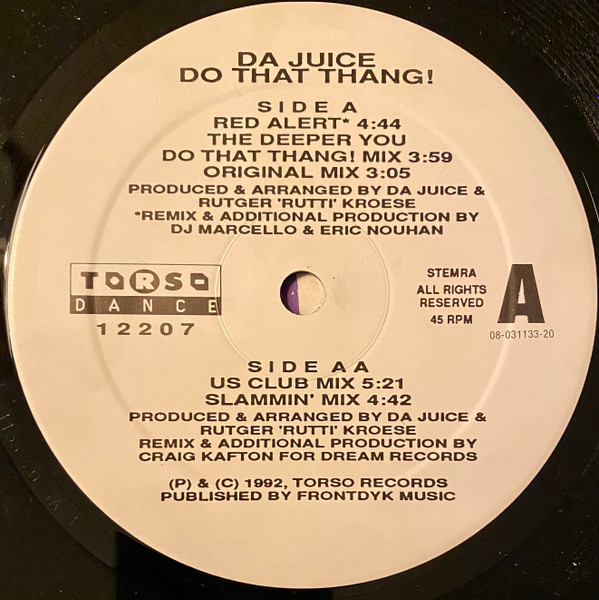 DA JUICE
DO THAT THANG!
SIDE A
RED ALERT* 4:44
THE DEEPER YOU
DO THAT THANG! MIX 3:59
ORIGINAL MIX 3:05
PRODUCED & ARRANGED BY DA JUICE &
RUTGER 'RUTTI' KROESE
*REMIX & ADDITIONAL PRODUCTION BY
DJ MARCELLO & ERIC NOUHAN
TORSO
DANCE
12207
STEMRA
ALL RIGHTS
RESERVED
45 RPM
A
08-031133-20
SIDE AA
US CLUB MIX 5:21
SLAMMIN' MIX 4:42
PRODUCED & ARRANGED BY DA JUICE &
RUTGER 'RUTTI' KROESE
REMIX & ADDITIONAL PRODUCTION BY
CRAIG KAFTON FOR DREAM RECORDS
(P) & (C) 1992, TORSO RECORDS
PUBLISHED BY FRONTDYK MUSIC